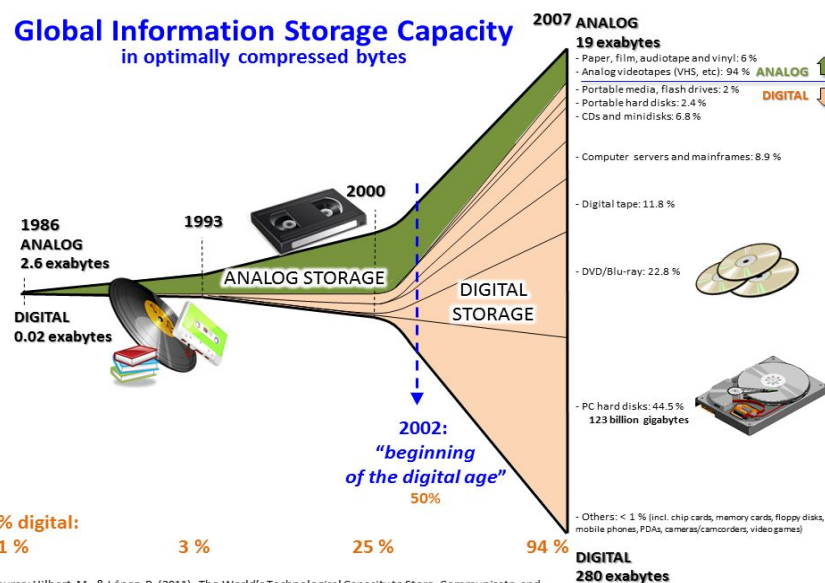 Global Information Storage Capacity
in optimally compressed bytes
2007 ANALOG
19 exabytes
- Paper, film, audiotape and vinyl: 6 %
- Analog videotapes (VHS, etc): 94 %
ANALOG
- Portable media, flash drives: 2 %
DIGITAL
- Portable hard disks: 2.4 %
- CDs and minidisks: 6.8 %
- Computer servers and mainframes: 8.9 %
- Digital tape: 11.8 %
- DVD/Blu-ray: 22.8 %
- PC hard disks: 44.5 %
123 billion gigabytes
- Others: < 1 % (incl. chip cards, memory cards, floppy disks,
mobile phones, PDAs, cameras/camcorders, video games)
DIGITAL
280 exabytes
2000
1993
1986
ANALOG
2.6 exabytes
DIGITAL
0.02 exabytes
ANALOG STORAGE
DIGITAL
STORAGE
2002:
"beginning
of the digital age"
50%
% digital:
1 %
3 %
25 %
94 %